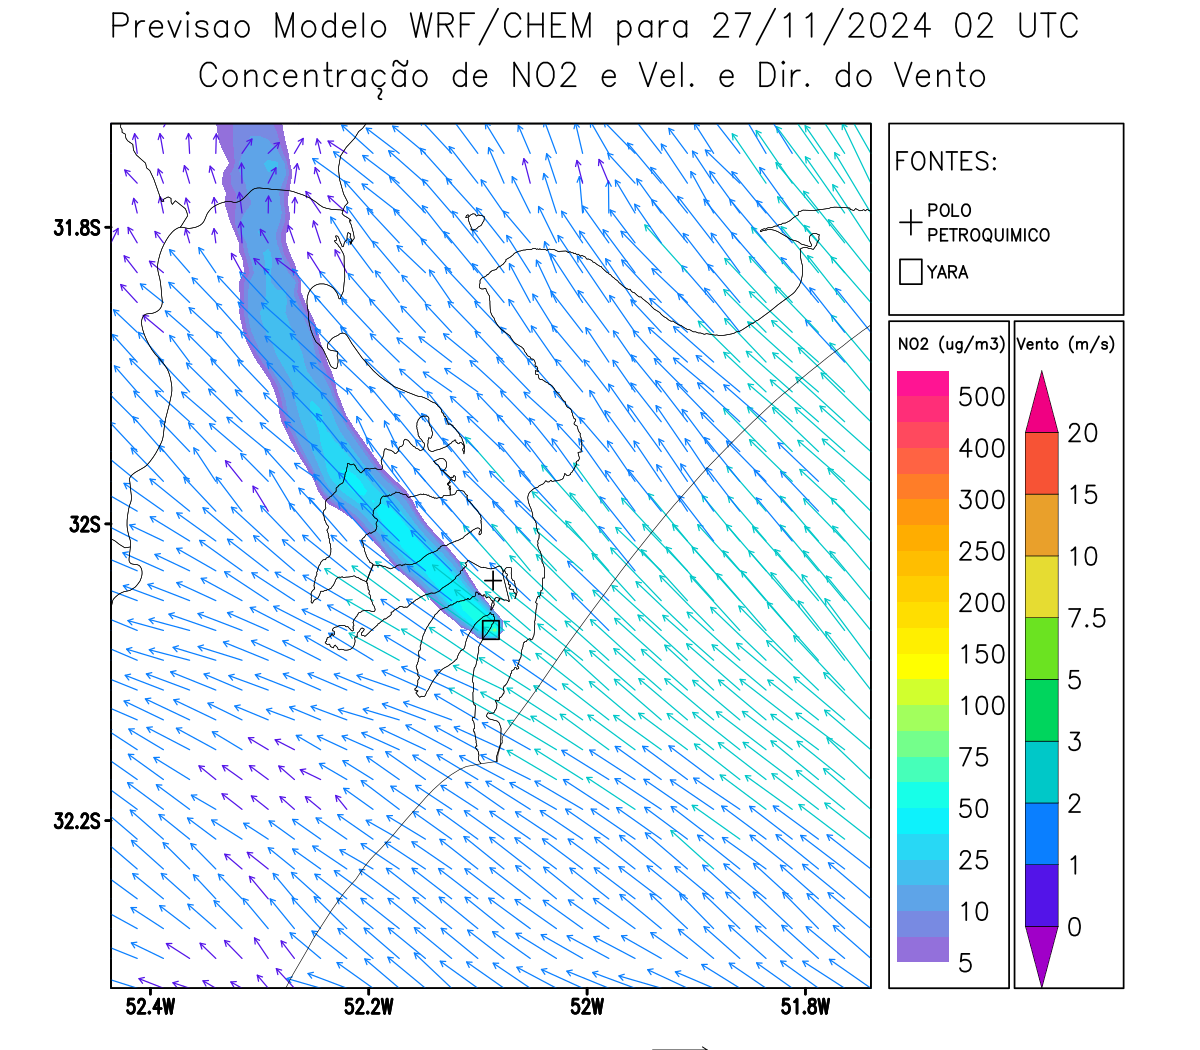 Previsao Modelo WRF/CHEM para 27/11/2024 02 UTC
Concentração de NO2 e Vel. e Dir. do Vento
FONTES:
POLO
PETROQUIMICO
YARA
NO2 (ug/m3)
500
400
300
250
200
150
100
75
50
25
10
5
Vento (m/s)
20
15
10
7.5
5
3
2
1
0
31.8S
32S
32.2S
52.4W
52.2W
52W
51.8W